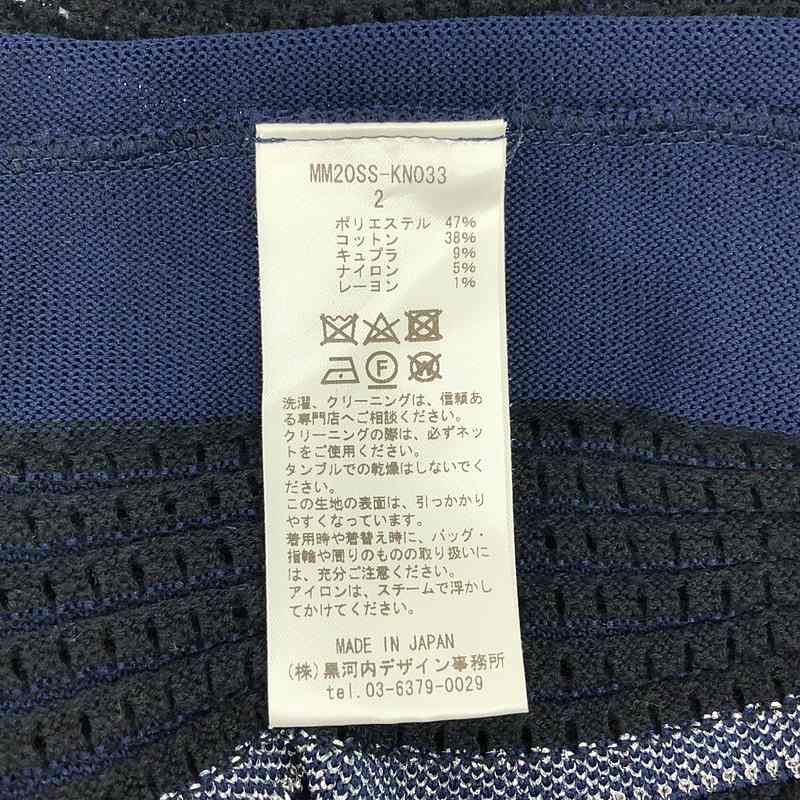 MM20SS-KN033
2
ポリエステル 47%
コットン 38%
キュプラ 9%
ナイロン 5%
レーヨン 1%
F W
洗濯、クリーニングは、信頼あ
る専門店へご相談ください。
クリーニングの際は、必ずネッ
トをご使用ください。
タンブルでの乾燥はしないでく
ださい。
この生地の表面は、引っかかり
やすくなっています。
着用時や着替え時に、バッグ・
指輪や周りのものの取り扱いに
は、充分ご注意ください。
アイロンは、スチームで浮かし
てかけてください。
MADE IN JAPAN
(株)黒河内デザイン事務所
tel.03-6379-0029